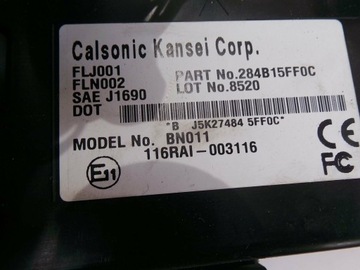 Calsonic Kansei Corp.
FLJ001 PART No.284B15FF0C
FLN002 LOT No.8520
SAE J1690
DOT
*B J5K27484 5FF0C*
MODEL No. BN011
116RAI-003116
E11
CE
FC